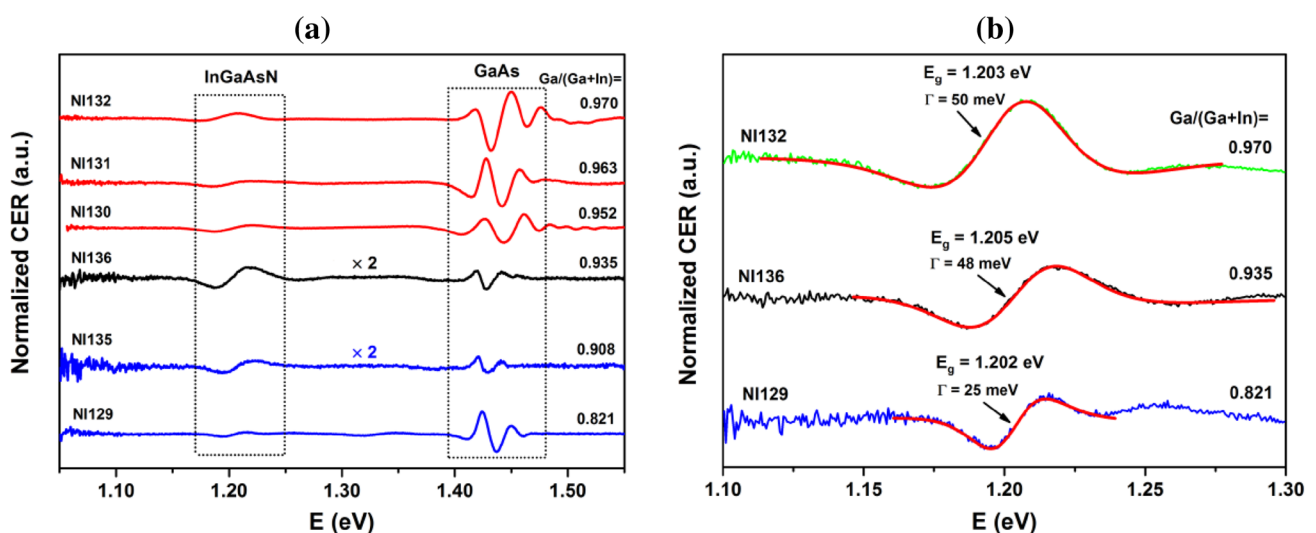 (a)
InGaAsN
GaAs
Ga/(Ga+In)=
NI132
0.970
NI131
0.963
NI130
0.952
NI136
× 2
0.935
NI135
× 2
0.908
NI129
0.821
Normalized CER (a.u.)
1.10 1.20 1.30 1.40 1.50
E (eV)
(b)
E_g = 1.203 eV
Γ = 50 meV
Ga/(Ga+In)=
NI132
0.970
E_g = 1.205 eV
Γ = 48 meV
NI136
0.935
E_g = 1.202 eV
Γ = 25 meV
NI129
0.821
Normalized CER (a.u.)
1.10 1.15 1.20 1.25 1.30
E (eV)